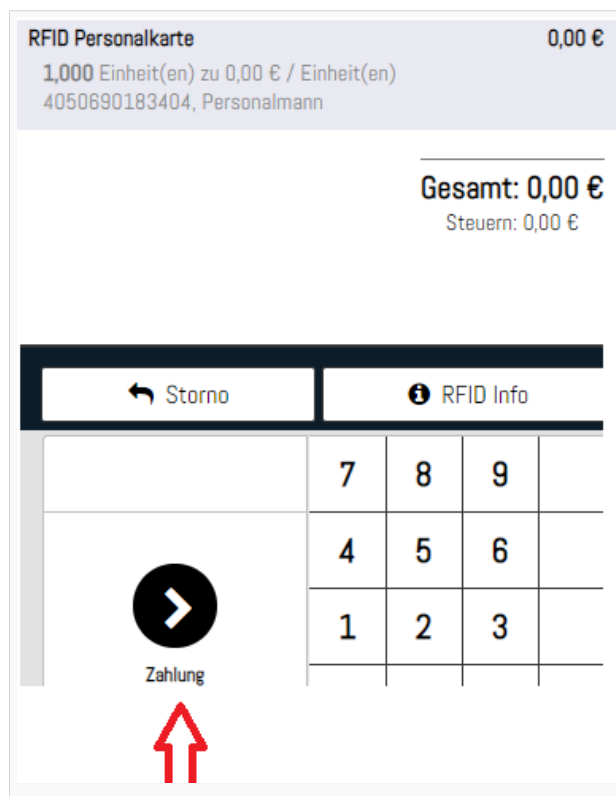 RFID Personalkarte 0,00 €
1,000 Einheit(en) zu 0,00 € / Einheit(en)
4050690183404, Personalmann
Gesamt: 0,00 €
Steuern: 0,00 €
Storno
RFID Info
7 8 9
4 5 6
1 2 3
Zahlung